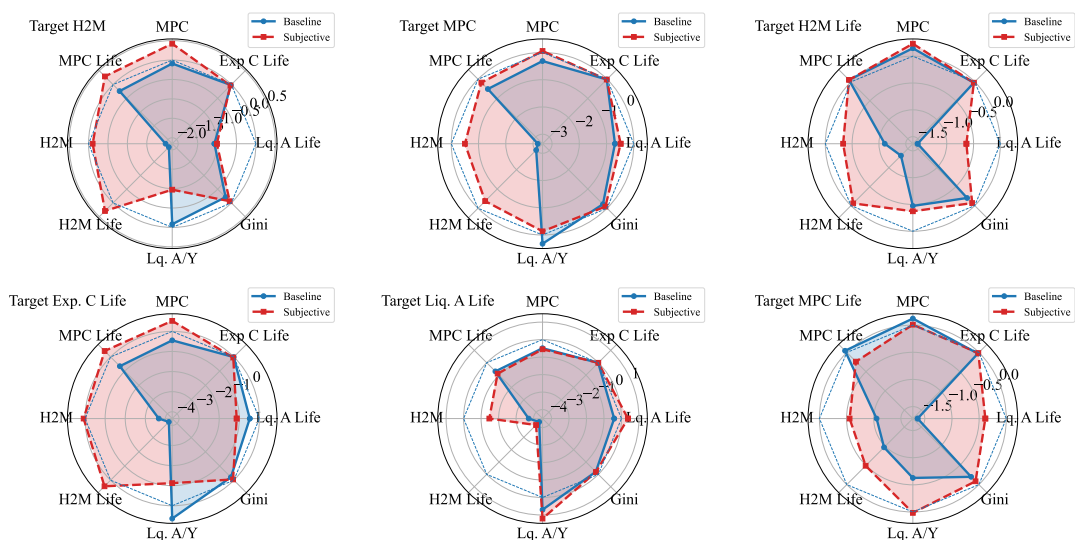 Target H2M
MPC
Baseline
Subjective
MPC Life
Exp C Life
H2M
Lq. A Life
H2M Life
Gini
Lq. A/Y
−2.0
−1.5
−1.0
−0.5
0.0
0.5
Target MPC
MPC
Baseline
Subjective
MPC Life
Exp C Life
H2M
Lq. A Life
H2M Life
Gini
Lq. A/Y
−3
−2
−1
0
Target H2M Life
MPC
Baseline
Subjective
MPC Life
Exp C Life
H2M
Lq. A Life
H2M Life
Gini
Lq. A/Y
−1.5
−1.0
−0.5
0.0
Target Exp. C Life
MPC
Baseline
Subjective
MPC Life
Exp C Life
H2M
Lq. A Life
H2M Life
Gini
Lq. A/Y
−4
−3
−2
−1
0
Target Liq. A Life
MPC
Baseline
Subjective
MPC Life
Exp C Life
H2M
Lq. A Life
H2M Life
Gini
Lq. A/Y
−4
−3
−2
−1
0
1
Target MPC Life
MPC
Baseline
Subjective
MPC Life
Exp C Life
H2M
Lq. A Life
H2M Life
Gini
Lq. A/Y
−1.5
−1.0
−0.5
0.0